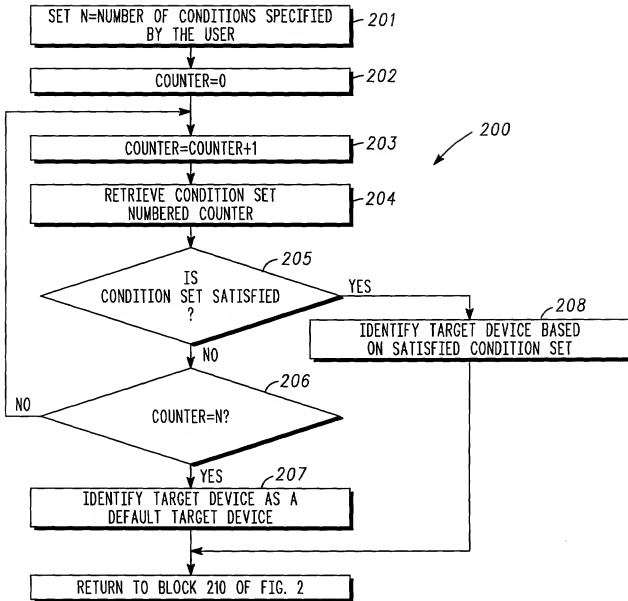 SET N=NUMBER OF CONDITIONS SPECIFIED
BY THE USER
201
COUNTER=0
202
COUNTER=COUNTER+1
203
200
RETRIEVE CONDITION SET
NUMBERED COUNTER
204
IS
CONDITION SET SATISFIED
?
205
YES
208
IDENTIFY TARGET DEVICE BASED
ON SATISFIED CONDITION SET
NO
206
NO
COUNTER=N?
YES
207
IDENTIFY TARGET DEVICE AS A
DEFAULT TARGET DEVICE
RETURN TO BLOCK 210 OF FIG. 2